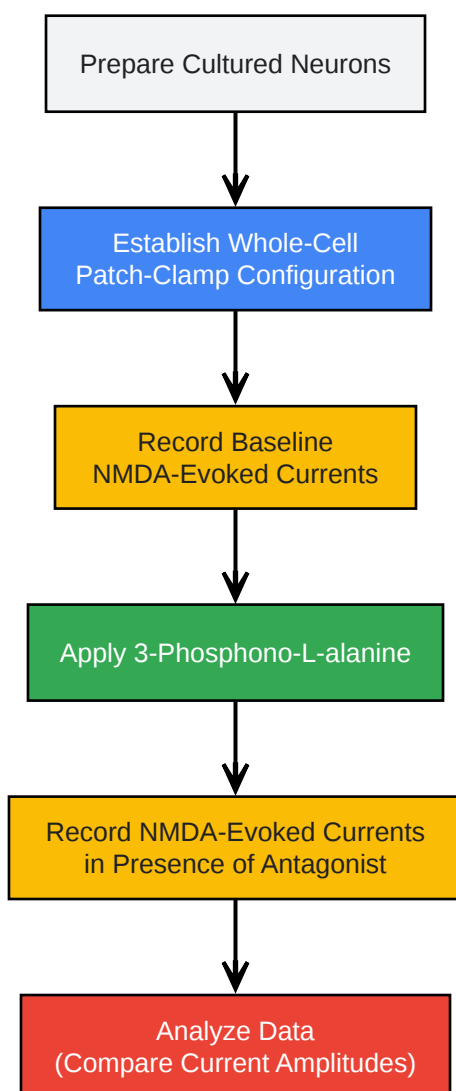 Prepare Cultured Neurons
Establish Whole-Cell
Patch-Clamp Configuration
Record Baseline
NMDA-Evoked Currents
Apply 3-Phosphono-L-alanine
Record NMDA-Evoked Currents
in Presence of Antagonist
Analyze Data
(Compare Current Amplitudes)